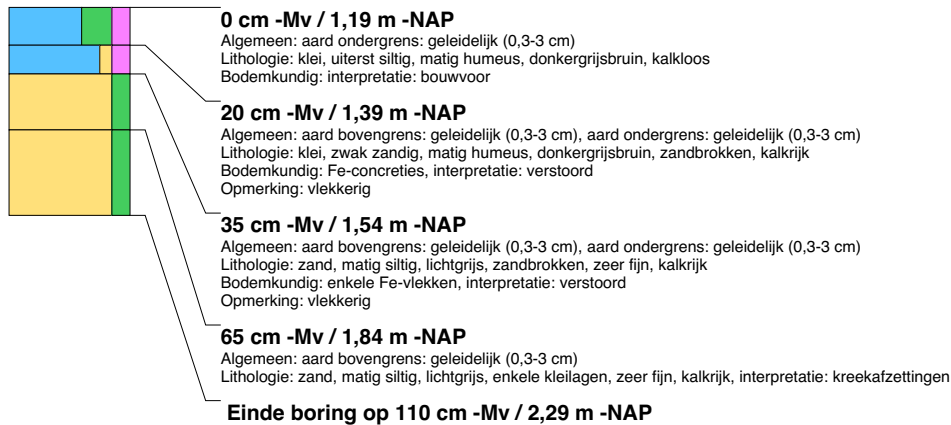 0 cm -Mv / 1,19 m -NAP
Algemeen: aard ondergrens: geleidelijk (0,3-3 cm)
Lithologie: klei, uiterst siltig, matig humeus, donkergrijsbruin, kalkloos
Bodemkundig: interpretatie: bouwvoor
20 cm -Mv / 1,39 m -NAP
Algemeen: aard bovengrens: geleidelijk (0,3-3 cm), aard ondergrens: geleidelijk (0,3-3 cm)
Lithologie: klei, zwak zandig, matig humeus, donkergrijsbruin, zandbrokken, kalkrijk
Bodemkundig: Fe-concreties, interpretatie: verstoord
Opmerking: vlekkerig
35 cm -Mv / 1,54 m -NAP
Algemeen: aard bovengrens: geleidelijk (0,3-3 cm), aard ondergrens: geleidelijk (0,3-3 cm)
Lithologie: zand, matig siltig, lichtgrijs, zandbrokken, zeer fijn, kalkrijk
Bodemkundig: enkele Fe-vlekken, interpretatie: verstoord
Opmerking: vlekkerig
65 cm -Mv / 1,84 m -NAP
Algemeen: aard bovengrens: geleidelijk (0,3-3 cm)
Lithologie: zand, matig siltig, lichtgrijs, enkele kleilagen, zeer fijn, kalkrijk, interpretatie: kreekafzettingen
Einde boring op 110 cm -Mv / 2,29 m -NAP